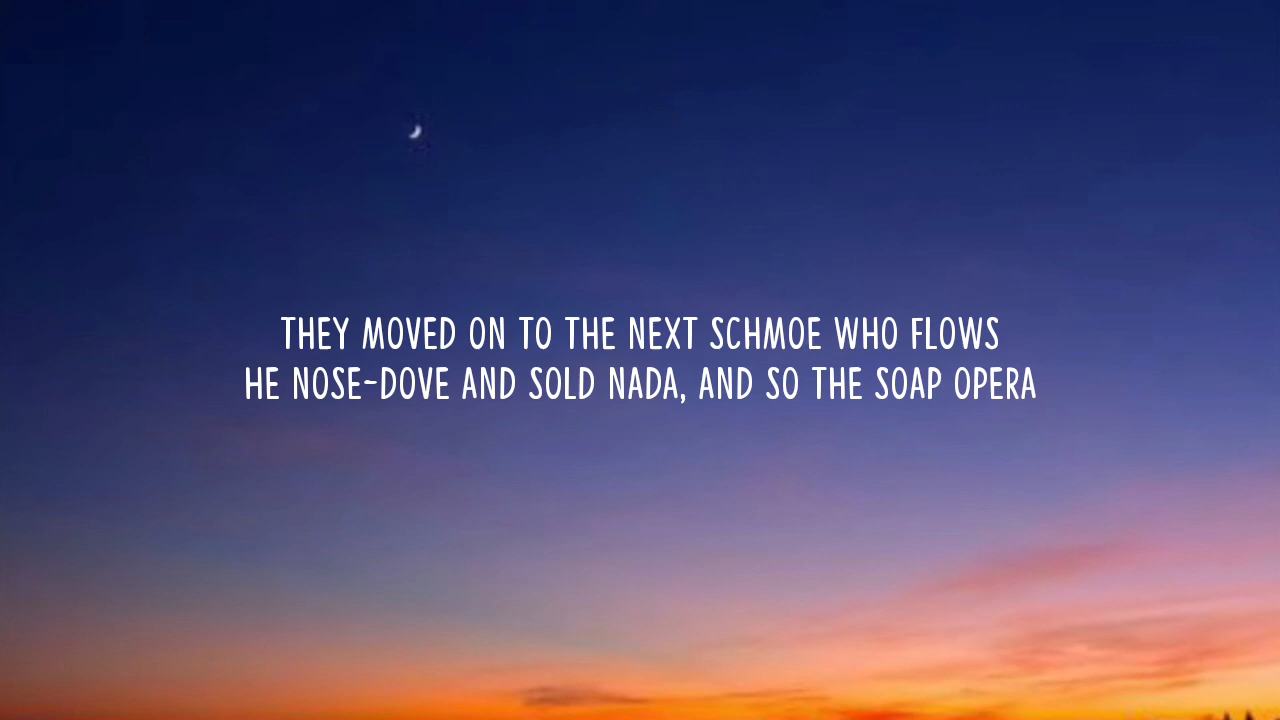 THEY MOVED ON TO THE NEXT SCHMOE WHO FLOWS
HE NOSE-DOVE AND SOLD NADA, AND SO THE SOAP OPERA